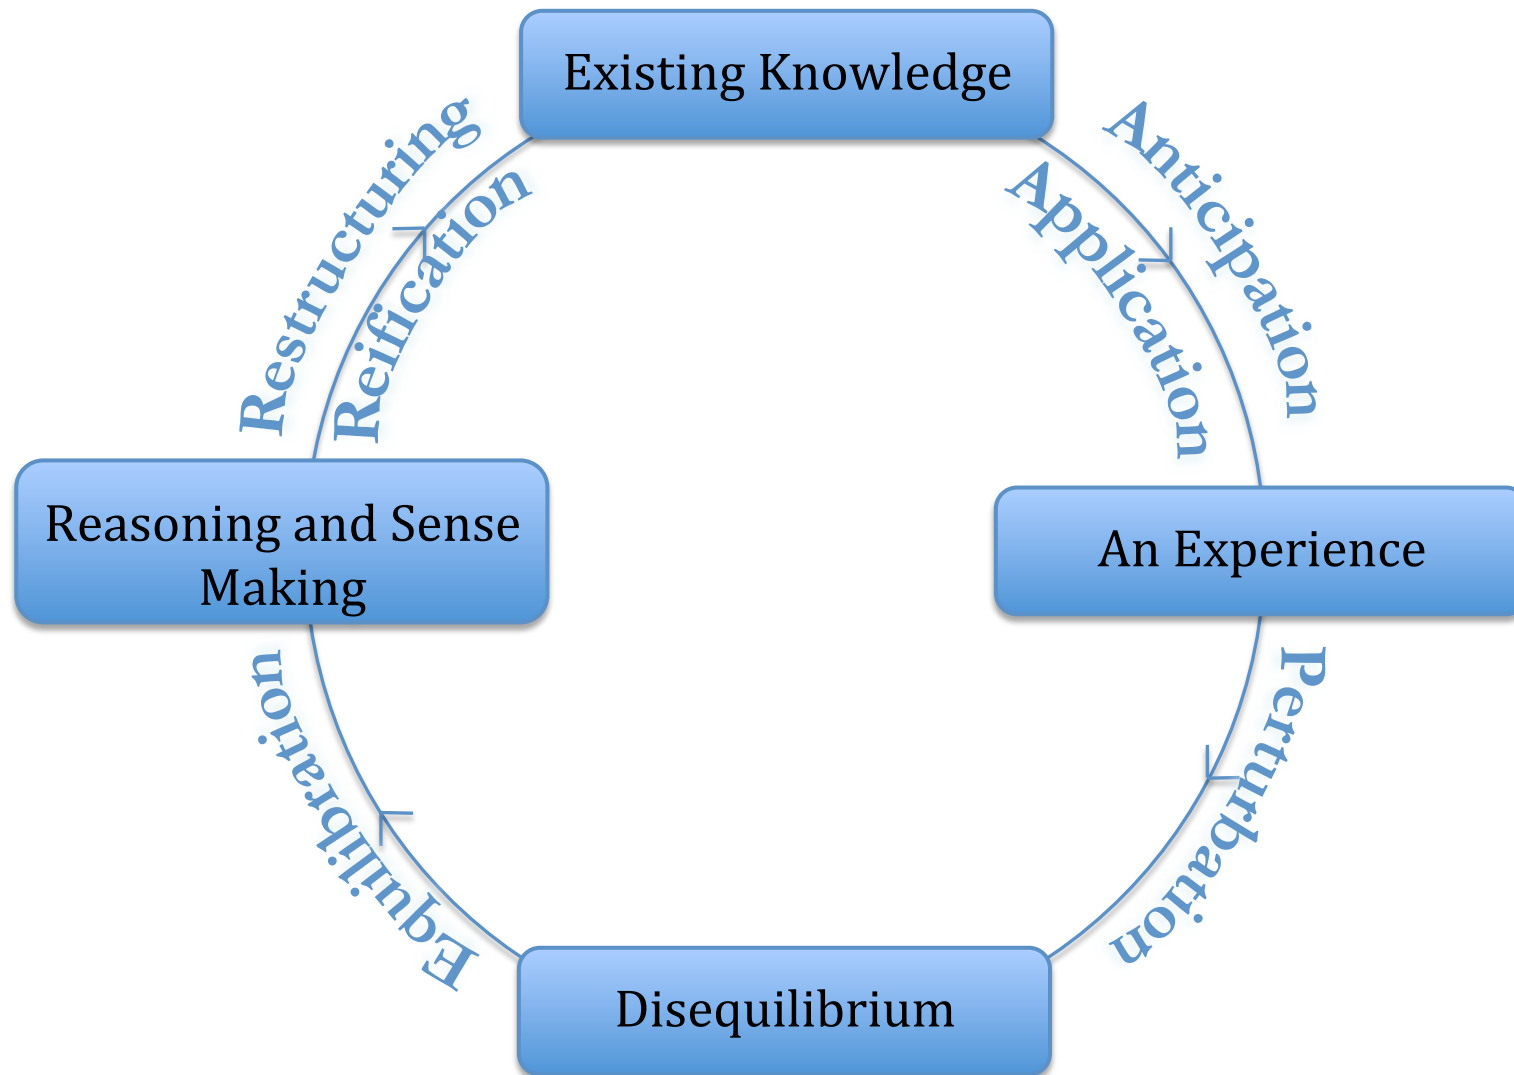 Existing Knowledge
Anticipation
Application
An Experience
Perturbation
Disequilibrium
Equilibration
Reasoning and Sense
Making
Restructuring
Reification